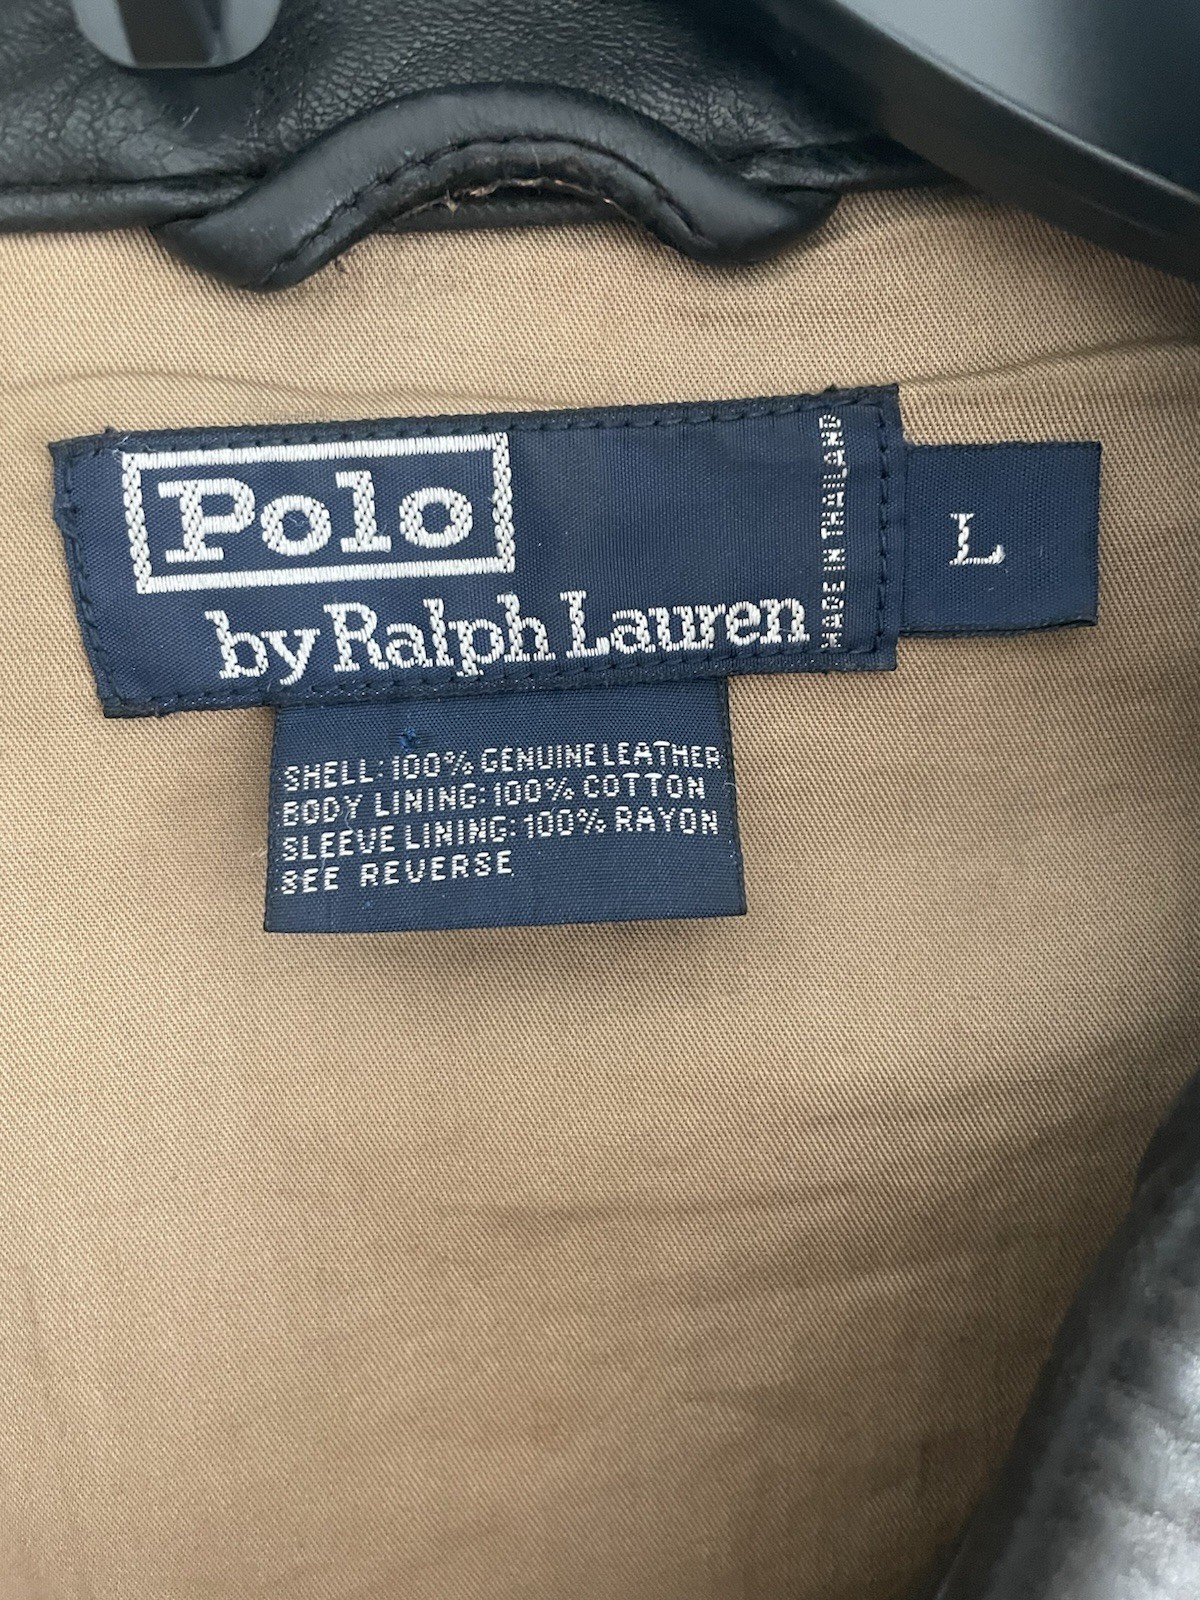 Polo
by Ralph Lauren
MADE IN THAILAND
L
SHELL: 100% GENUINE LEATHER
BODY LINING: 100% COTTON
SLEEVE LINING: 100% RAYON
SEE REVERSE